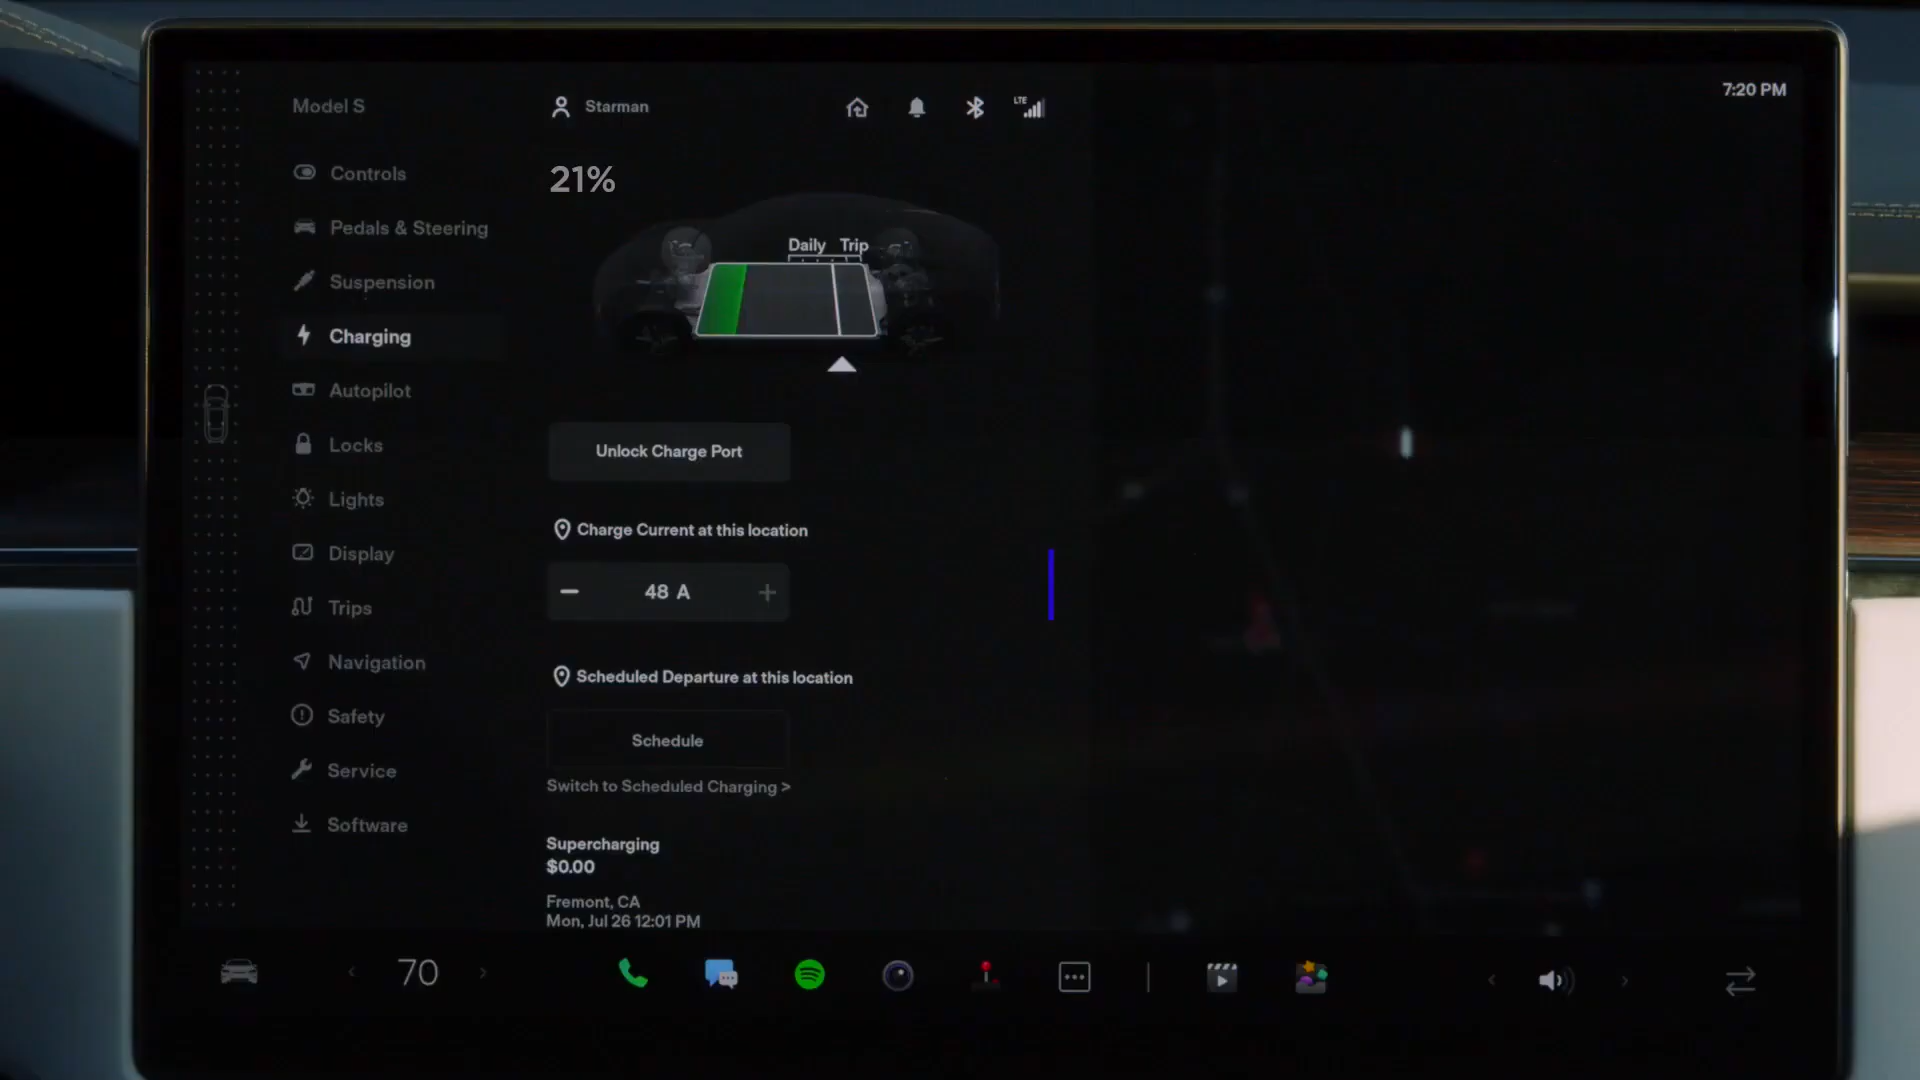 7:20 PM
Model S
Starman
LTE
Controls
Pedals & Steering
Suspension
Charging
Autopilot
Locks
Lights
Display
Trips
Navigation
Safety
Service
Software
21%
Daily Trip
Unlock Charge Port
Charge Current at this location
48 A
Scheduled Departure at this location
Schedule
Switch to Scheduled Charging >
Supercharging
$0.00
Fremont, CA
Mon, Jul 26 12:01 PM
70